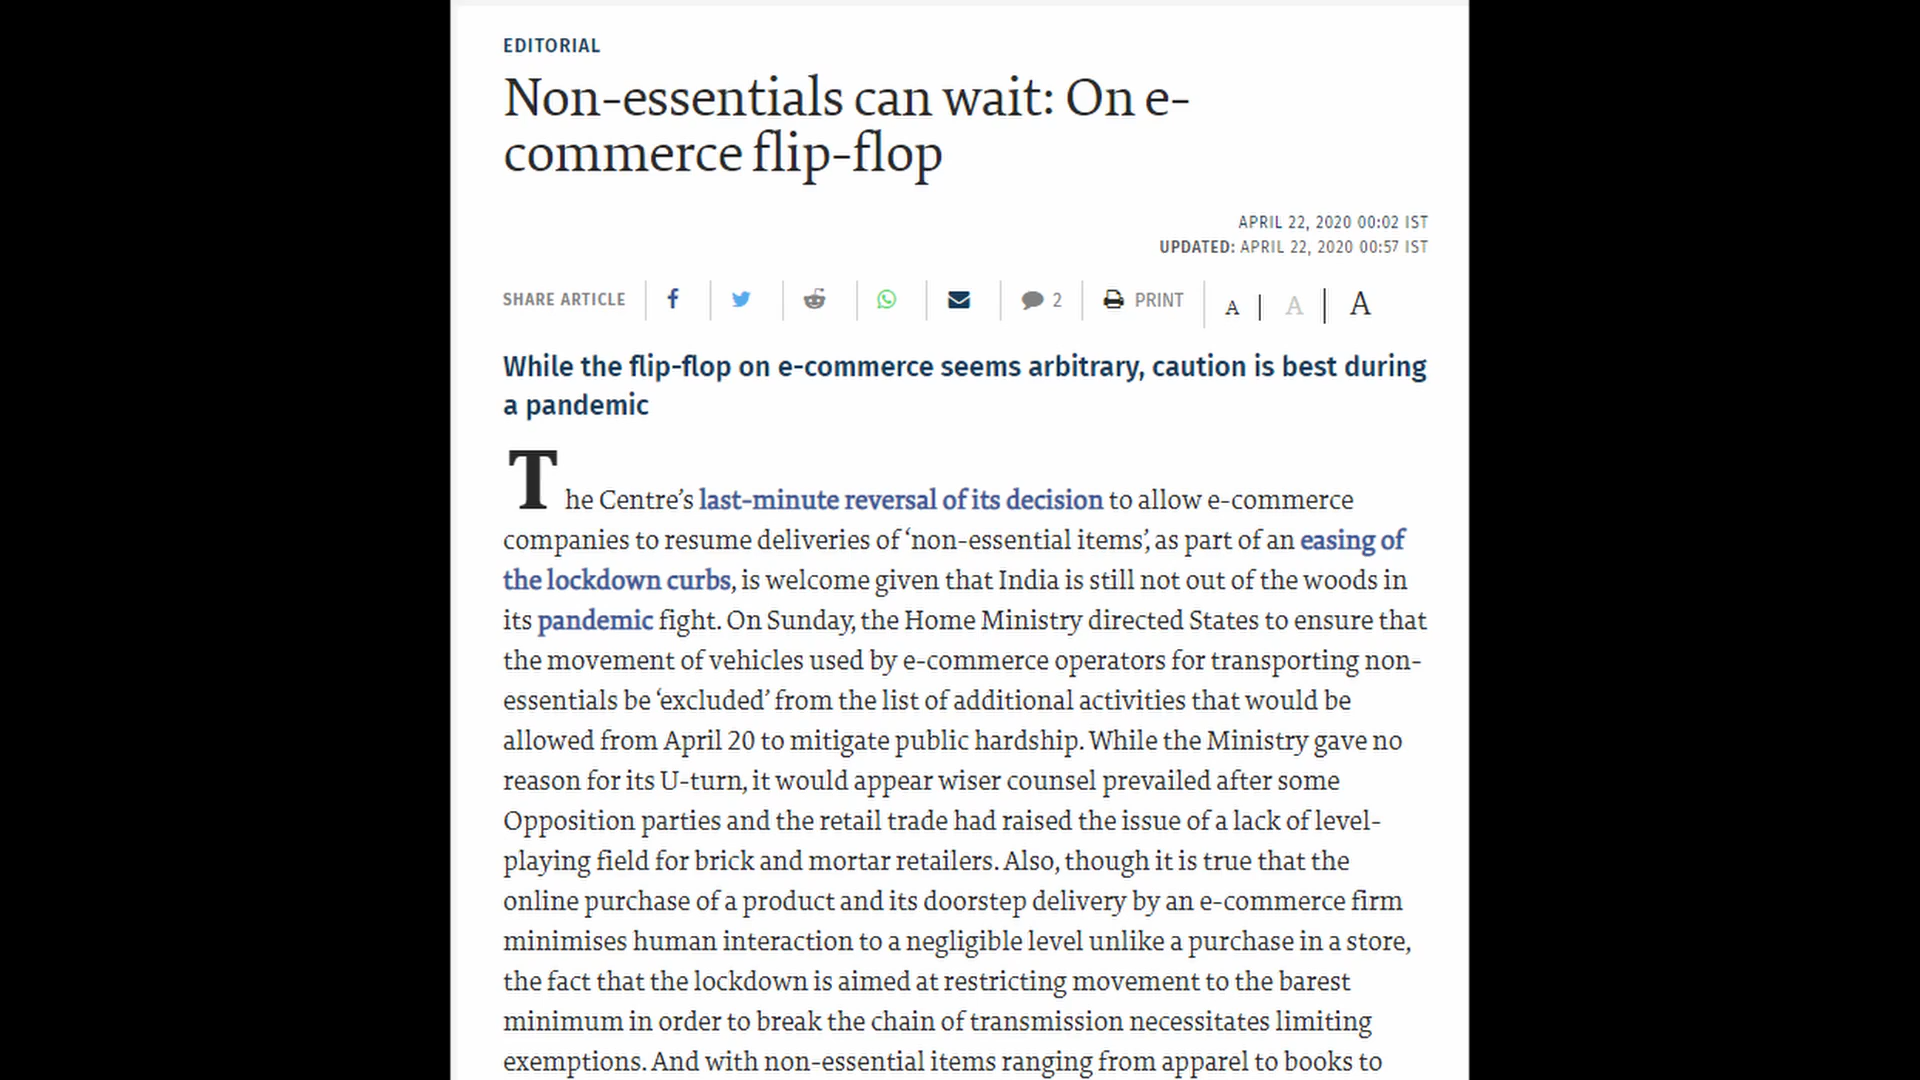 EDITORIAL
Non-essentials can wait: On e-
commerce flip-flop
APRIL 22, 2020 00:02 IST
UPDATED: APRIL 22, 2020 00:57 IST
SHARE ARTICLE 2 PRINT A A A
While the flip-flop on e-commerce seems arbitrary, caution is best during
a pandemic
The Centre’s last-minute reversal of its decision to allow e-commerce
companies to resume deliveries of ‘non-essential items’, as part of an easing of
the lockdown curbs, is welcome given that India is still not out of the woods in
its pandemic fight. On Sunday, the Home Ministry directed States to ensure that
the movement of vehicles used by e-commerce operators for transporting non-
essentials be ‘excluded’ from the list of additional activities that would be
allowed from April 20 to mitigate public hardship. While the Ministry gave no
reason for its U-turn, it would appear wiser counsel prevailed after some
Opposition parties and the retail trade had raised the issue of a lack of level-
playing field for brick and mortar retailers. Also, though it is true that the
online purchase of a product and its doorstep delivery by an e-commerce firm
minimises human interaction to a negligible level unlike a purchase in a store,
the fact that the lockdown is aimed at restricting movement to the barest
minimum in order to break the chain of transmission necessitates limiting
exemptions. And with non-essential items ranging from apparel to books to